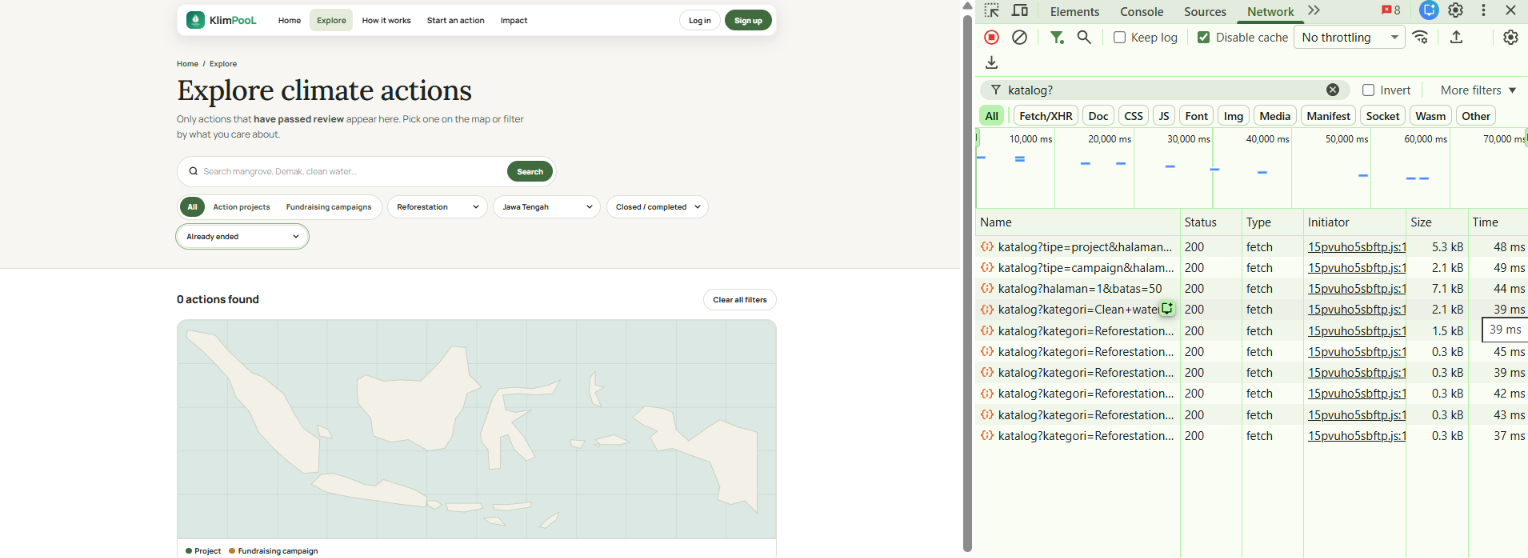 KlimPooL Home Explore How it works Start an action Impact Log in Sign up
Home / Explore
Explore climate actions
Only actions that have passed review appear here. Pick one on the map or filter
by what you care about.
Search mangrove, Demak, clean water... Search
All Action projects Fundraising campaigns Reforestation Jawa Tengah Closed / completed
Already ended
0 actions found Clear all filters
Project Fundraising campaign
Elements Console Sources Network 8
Keep log Disable cache No throttling
katalog? Invert More filters
All Fetch/XHR Doc CSS JS Font Img Media Manifest Socket Wasm Other
10,000 ms 20,000 ms 30,000 ms 40,000 ms 50,000 ms 60,000 ms 70,000 ms
Name Status Type Initiator Size Time
katalog?tipe=project&halaman... 200 fetch 15pvuho5sbftp.js:1 5.3 kB 48 ms
katalog?tipe=campaign&halam... 200 fetch 15pvuho5sbftp.js:1 2.1 kB 49 ms
katalog?halaman=1&batas=50 200 fetch 15pvuho5sbftp.js:1 7.1 kB 44 ms
katalog?kategori=Clean+water 200 fetch 15pvuho5sbftp.js:1 2.1 kB 39 ms
katalog?kategori=Reforestation... 200 fetch 15pvuho5sbftp.js:1 1.5 kB 39 ms
katalog?kategori=Reforestation... 200 fetch 15pvuho5sbftp.js:1 0.3 kB 45 ms
katalog?kategori=Reforestation... 200 fetch 15pvuho5sbftp.js:1 0.3 kB 39 ms
katalog?kategori=Reforestation... 200 fetch 15pvuho5sbftp.js:1 0.3 kB 42 ms
katalog?kategori=Reforestation... 200 fetch 15pvuho5sbftp.js:1 0.3 kB 43 ms
katalog?kategori=Reforestation... 200 fetch 15pvuho5sbftp.js:1 0.3 kB 37 ms